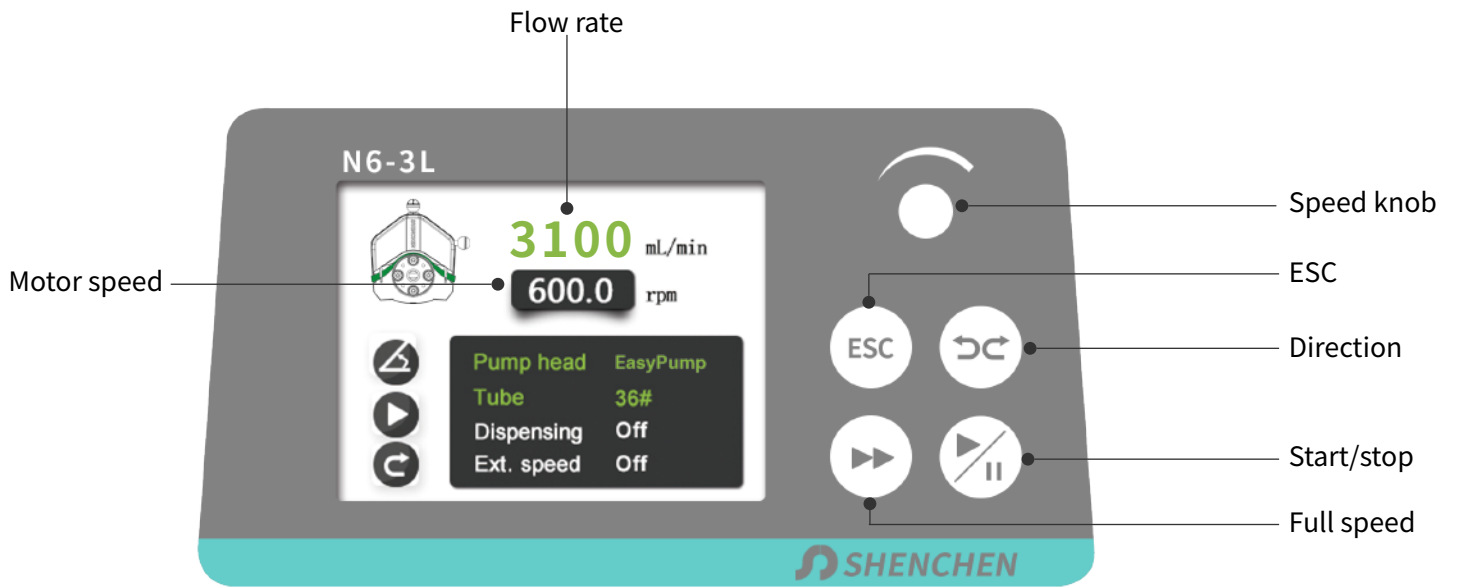 Flow rate
N6-3L
3100 mL/min
Motor speed
600.0 rpm
Pump head EasyPump
Tube 36#
Dispensing Off
Ext. speed Off
Speed knob
ESC
ESC
Direction
Start/stop
Full speed
SHENCHEN